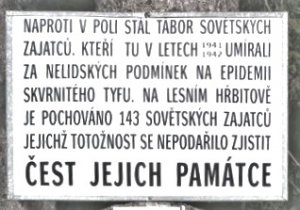 NAPROTI V POLI STÁL TÁBOR SOVĚTSKÝCH
ZAJATCŮ. KTEŘÍ TU V LETECH 1941 1942 UMÍRALI
ZA NELIDSKÝCH PODMÍNEK NA EPIDEMII
SKVRNITÉHO TYFU. NA LESNÍM HŘBITOVĚ
JE POCHOVÁNO 143 SOVĚTSKÝCH ZAJATCŮ
JEJICHŽ TOTOŽNOST SE NEPODAŘILO ZJISTIT
ČEST JEJICH PAMÁTCE